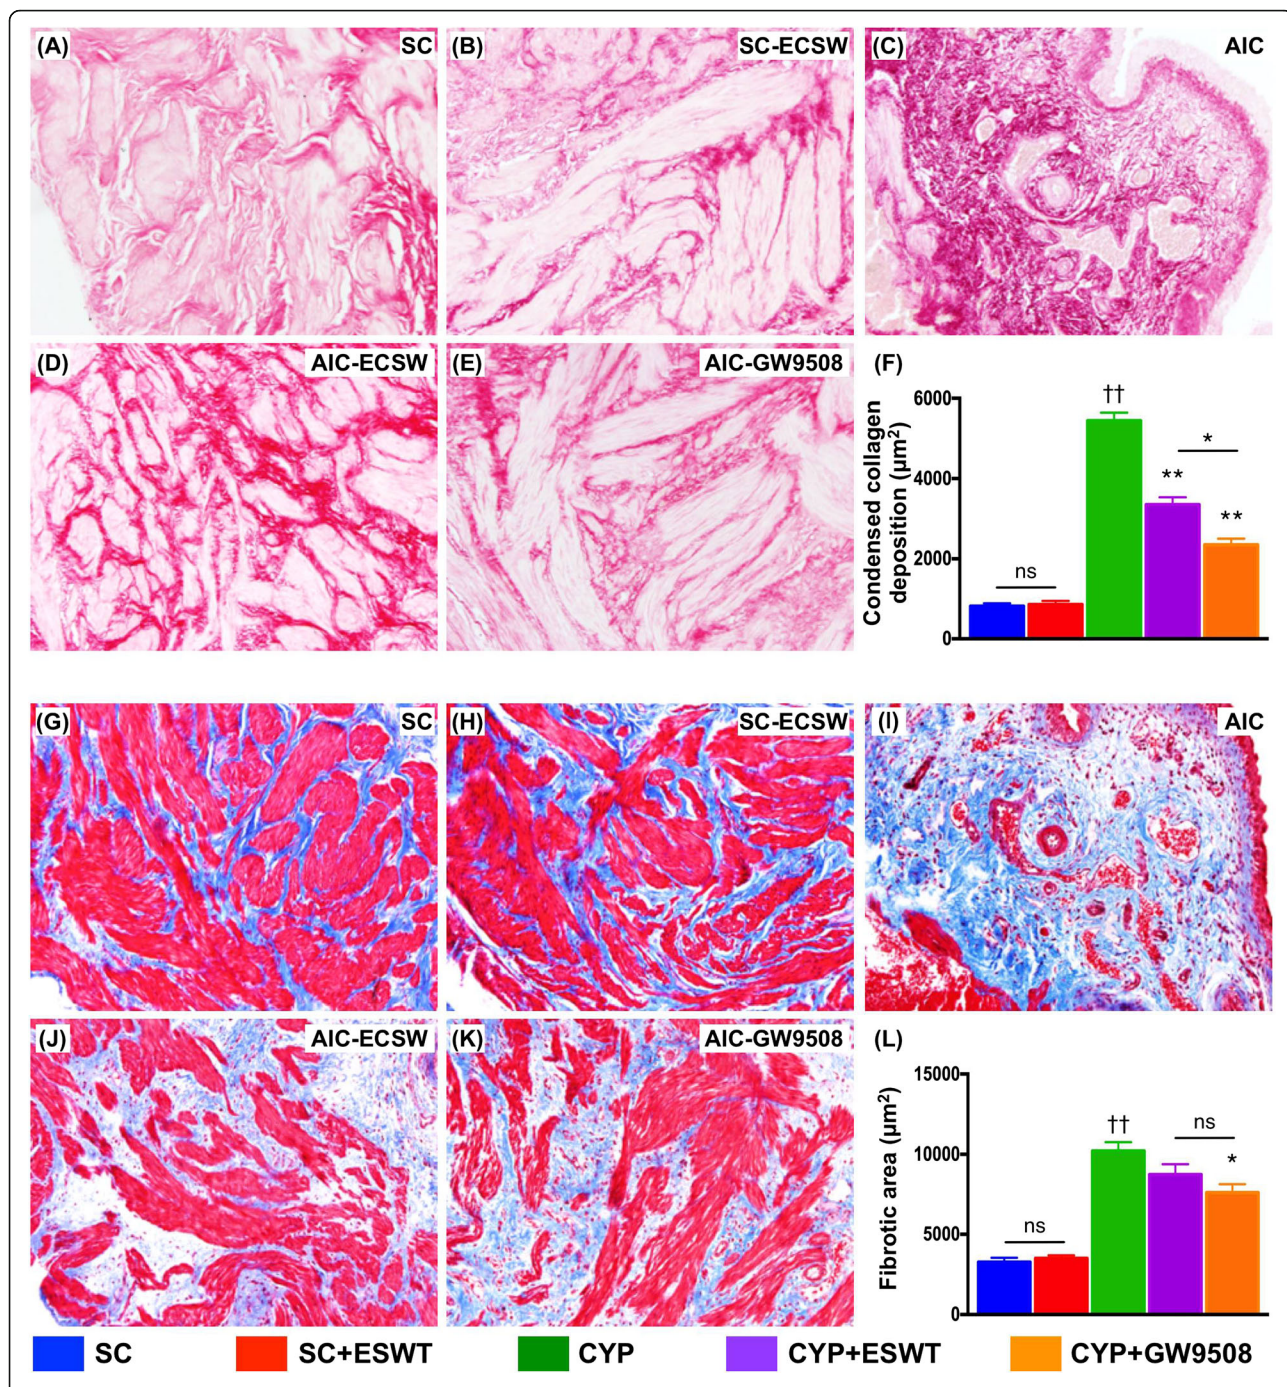 (A) SC
(B) SC-ECSW
(C) AIC
(D) AIC-ECSW
(E) AIC-GW9508
(F)
Condensed collagen
deposition (µm²)
6000
4000
2000
0
ns
††
**
*
**
(G) SC
(H) SC-ECSW
(I) AIC
(J) AIC-ECSW
(K) AIC-GW9508
(L)
Fibrotic area (µm²)
15000
10000
5000
0
ns
††
ns
*
SC SC+ESWT CYP CYP+ESWT CYP+GW9508